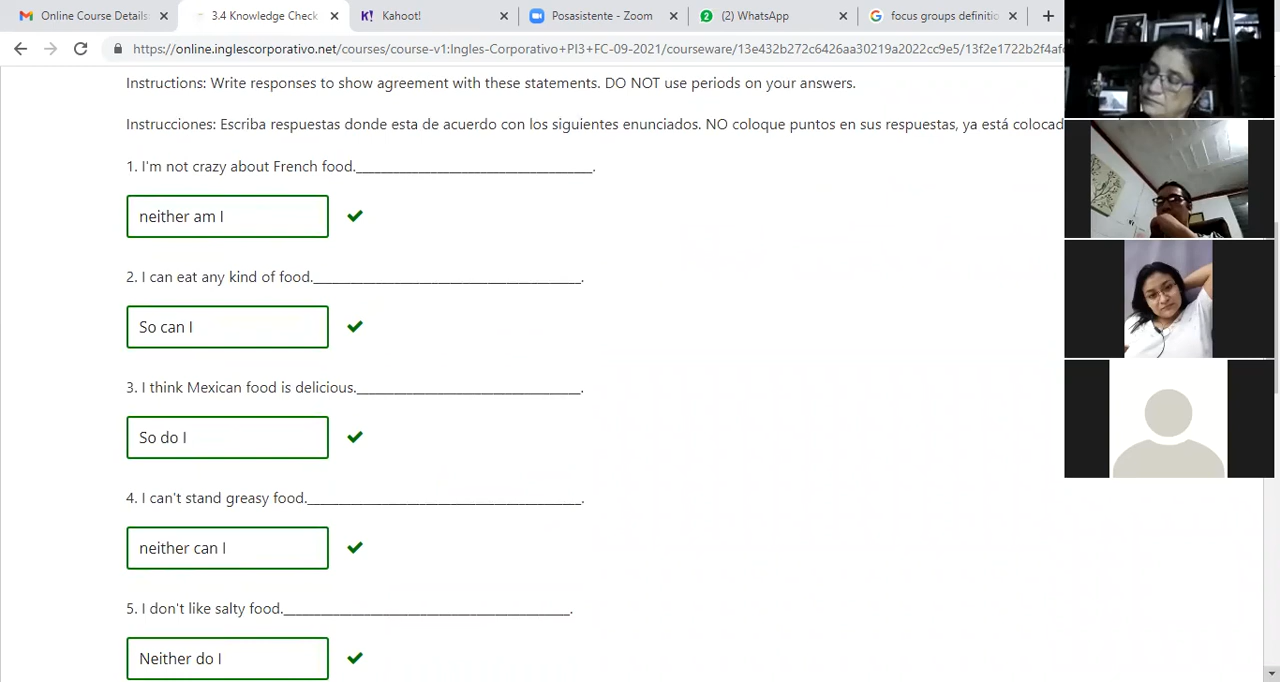 Online Course Details
3.4 Knowledge Check
K! Kahoot!
Posasistente - Zoom
(2) WhatsApp
focus groups definitio
https://online.inglescorporativo.net/courses/course-v1:Ingles-Corporativo+PI3+FC-09-2021/courseware/13e432b272c6426aa30219a2022cc9e5/13f2e1722b2f4afc
Instructions: Write responses to show agreement with these statements. DO NOT use periods on your answers.
Instrucciones: Escriba respuestas donde esta de acuerdo con los siguientes enunciados. NO coloque puntos en sus respuestas, ya está colocad
1. I'm not crazy about French food.______________________________.
neither am I
2. I can eat any kind of food.__________________________________.
So can I
3. I think Mexican food is delicious.____________________________.
So do I
4. I can't stand greasy food.___________________________________.
neither can I
5. I don't like salty food._____________________________________.
Neither do I